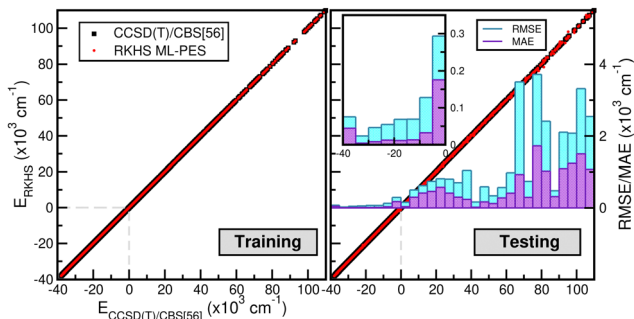 CCSD(T)/CBS[56]
RKHS ML-PES
RMSE
MAE
100
80
60
40
20
0
-20
-40
E_RKHS (x10^3 cm^-1)
0.3
0.2
0.1
0
-40 -20 0
4
2
0
RMSE/MAE (x10^3 cm^-1)
Training
Testing
-40 -20 0 20 40 60 80 100
-40 -20 0 20 40 60 80 100
E_CCSD(T)/CBS[56] (x10^3 cm^-1)